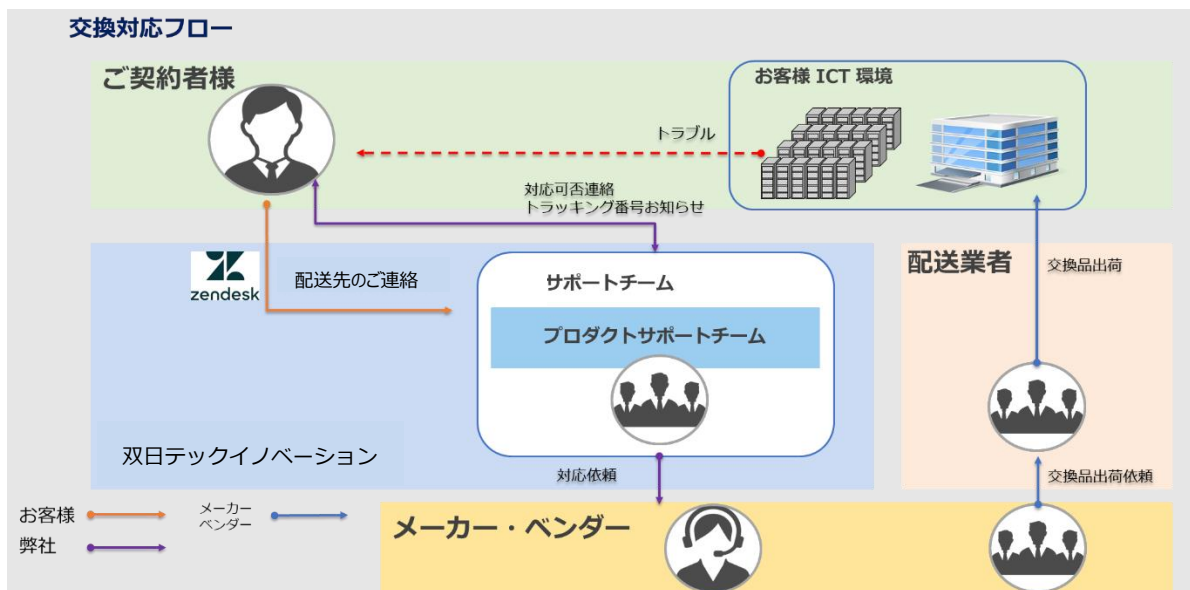 交換対応フロー
ご契約者様
お客様 ICT 環境
トラブル
対応可否連絡
トラッキング番号お知らせ
zendesk
配送先のご連絡
サポートチーム
プロダクトサポートチーム
配送業者
交換品出荷
双日テックイノベーション
対応依頼
交換品出荷依頼
お客様
メーカー
ベンダー
弊社
メーカー・ベンダー